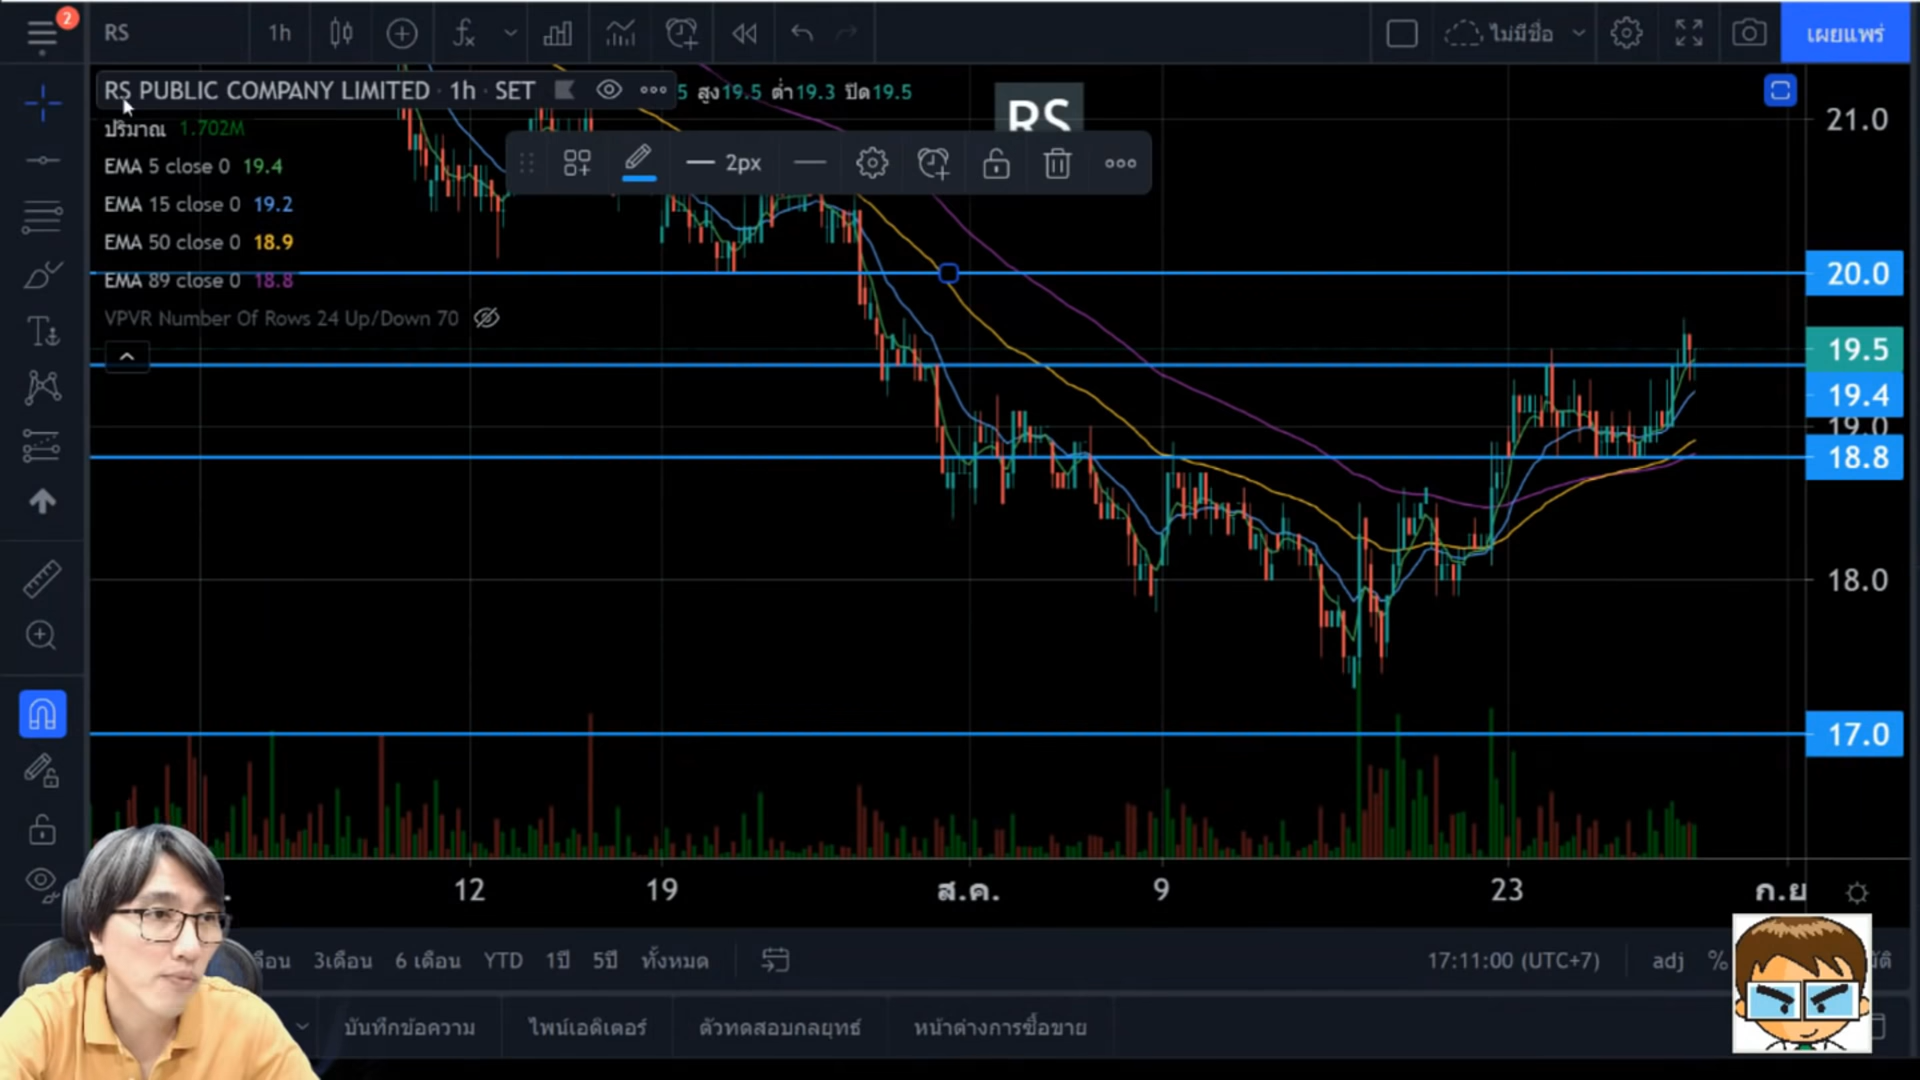 2
RS
1h
ไม่มีชื่อ
เผยแพร่
RS PUBLIC COMPANY LIMITED · 1h · SET
5 สูง19.5 ต่ำ19.3 ปิด19.5
RS
21.0
ปริมาณ 1.702M
2px
EMA 5 close 0 19.4
EMA 15 close 0 19.2
EMA 50 close 0 18.9
EMA 89 close 0 18.8
VPVR Number Of Rows 24 Up/Down 70
20.0
19.5
19.4
19.0
18.8
18.0
17.0
12
19
ส.ค.
9
23
ก.ย
3เดือน
6 เดือน
YTD
1ปี
5ปี
ทั้งหมด
17:11:00 (UTC+7)
adj
%
บันทึกข้อความ
ไพน์เอดิเตอร์
ตัวทดสอบกลยุทธ์
หน้าต่างการซื้อขาย